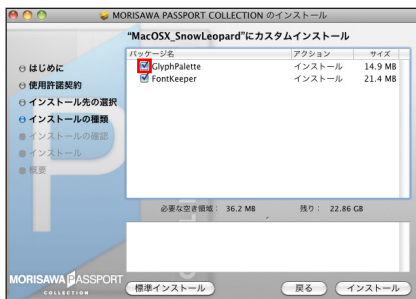 MORISAWA PASSPORT COLLECTION のインストール
"MacOSX_SnowLeopard"にカスタムインストール
はじめに
使用許諾契約
インストール先の選択
インストールの種類
インストールの確認
インストール
概要
パッケージ名 アクション サイズ
GlyphPalette インストール 14.9 MB
FontKeeper インストール 21.4 MB
必要な空き領域： 36.2 MB 残り： 22.86 GB
MORISAWA PASSPORT
COLLECTION
標準インストール 戻る インストール